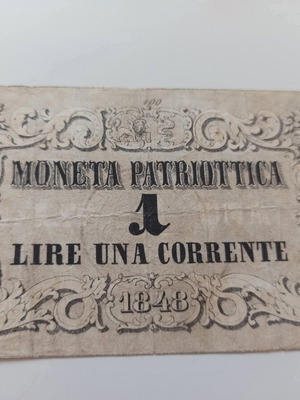 MONETA PATRIOTTICA
1
LIRE UNA CORRENTE
1848